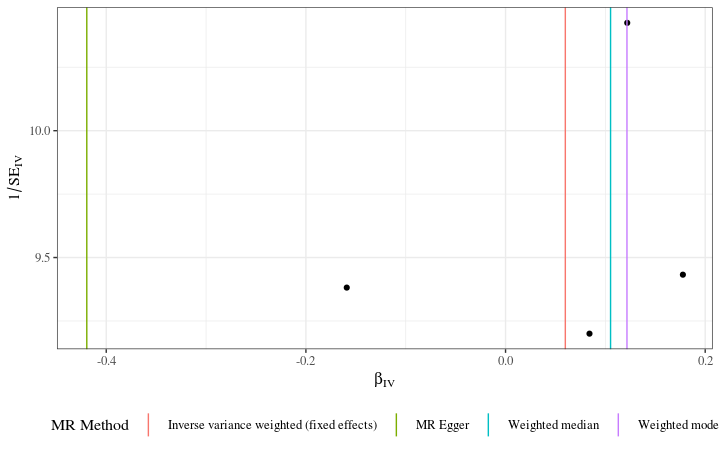 10.0
9.5
1/SE_IV
-0.4 -0.2 0.0 0.2
β_IV
MR Method Inverse variance weighted (fixed effects) MR Egger Weighted median Weighted mode